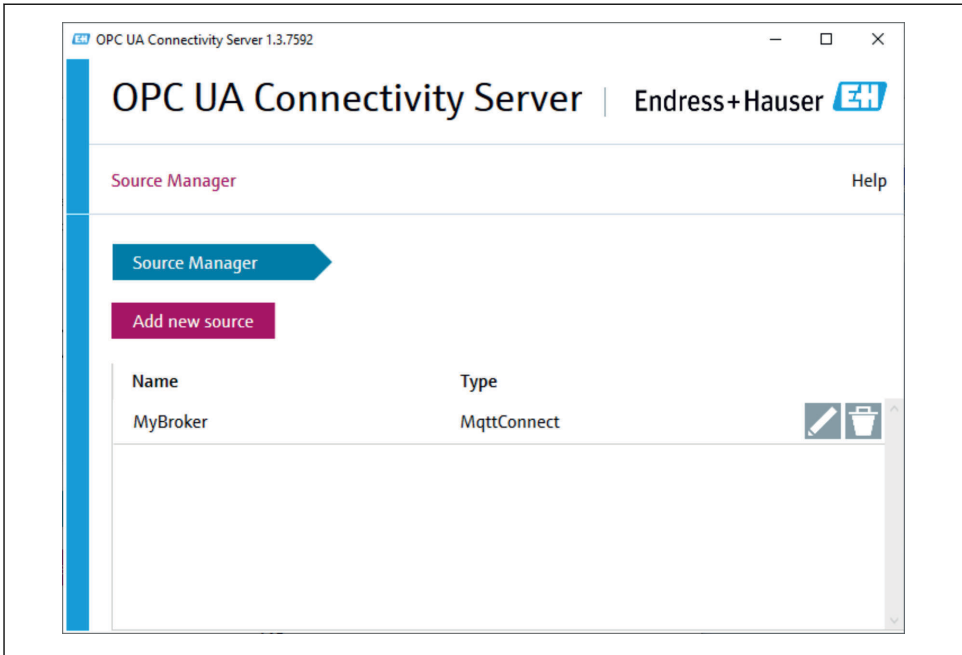 OPC UA Connectivity Server 1.3.7592
OPC UA Connectivity Server | Endress+Hauser EH
Source Manager Help
Source Manager
Add new source
Name Type
MyBroker MqttConnect